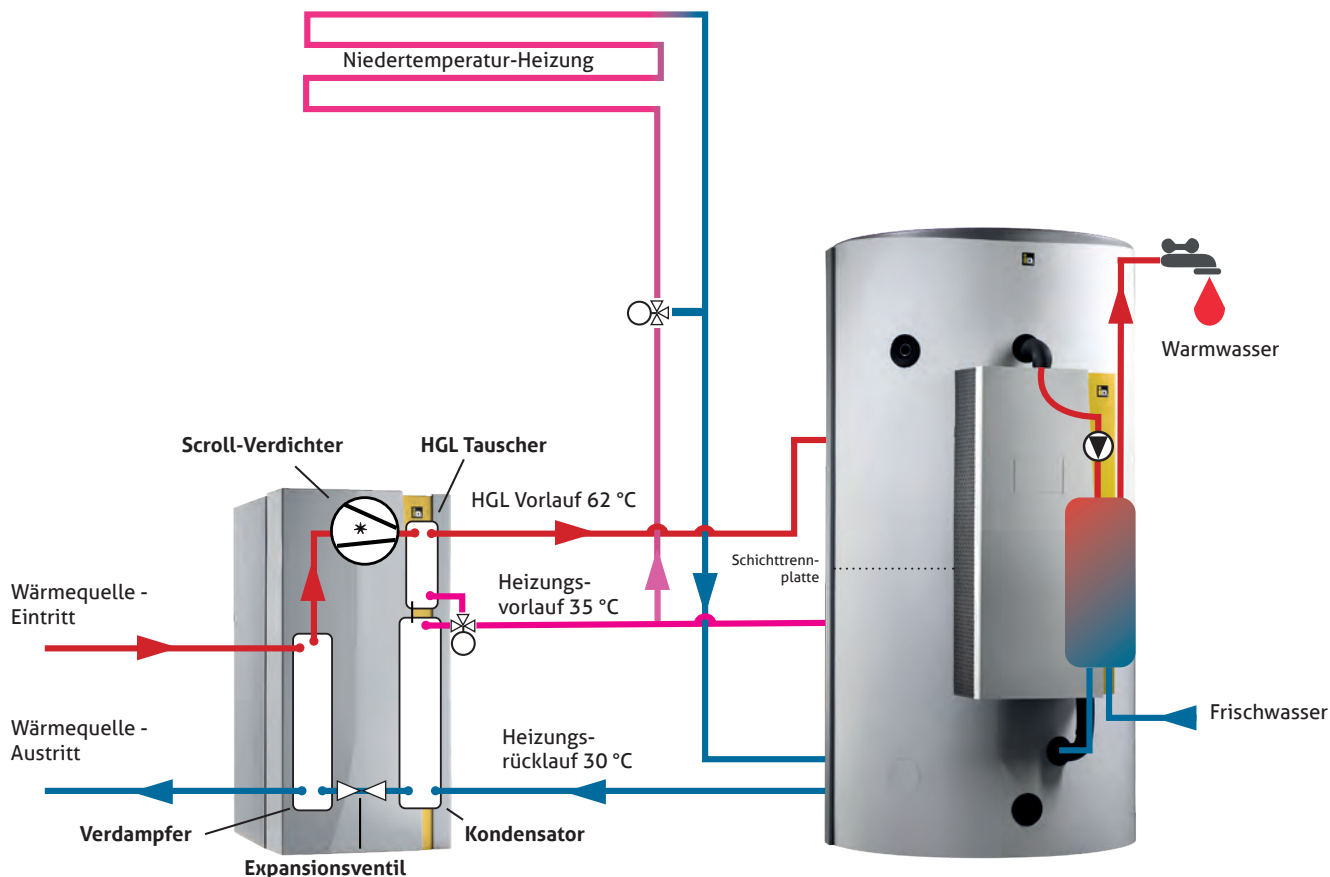 Niedertemperatur-Heizung
Warmwasser
Scroll-Verdichter
HGL Tauscher
HGL Vorlauf 62 °C
Schichttrenn-
platte
Heizungs-
vorlauf 35 °C
Wärmequelle -
Eintritt
Wärmequelle -
Austritt
Heizungs-
rücklauf 30 °C
Frischwasser
Verdampfer
Kondensator
Expansionsventil